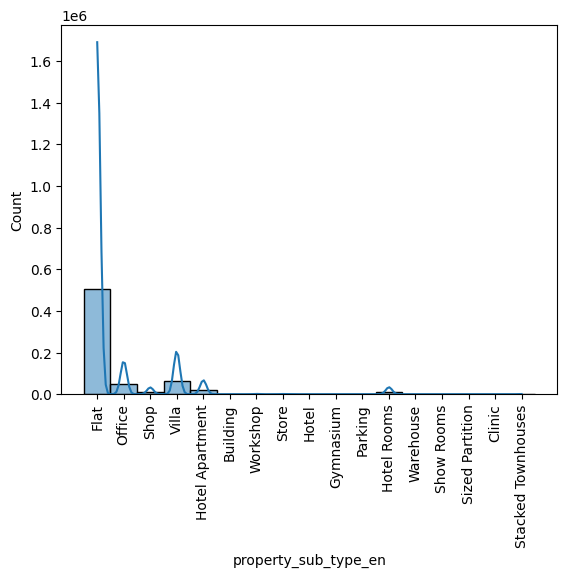 1e6
1.6
1.4
1.2
1.0
0.8
0.6
0.4
0.2
0.0
Count
Flat
Office
Shop
Villa
Hotel Apartment
Building
Workshop
Store
Hotel
Gymnasium
Parking
Hotel Rooms
Warehouse
Show Rooms
Sized Partition
Clinic
Stacked Townhouses
property_sub_type_en